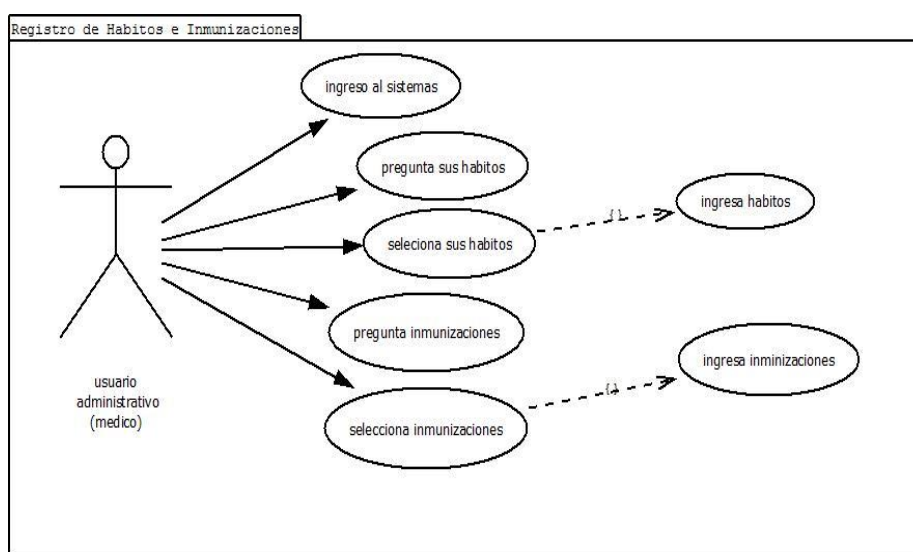 Registro de Habitos e Inmunizaciones
ingreso al sistemas
pregunta sus habitos
ingresa habitos
{}
seleciona sus habitos
pregunta inmunizaciones
ingresa inminizaciones
{}
selecciona inmunizaciones
usuario
administrativo
(medico)